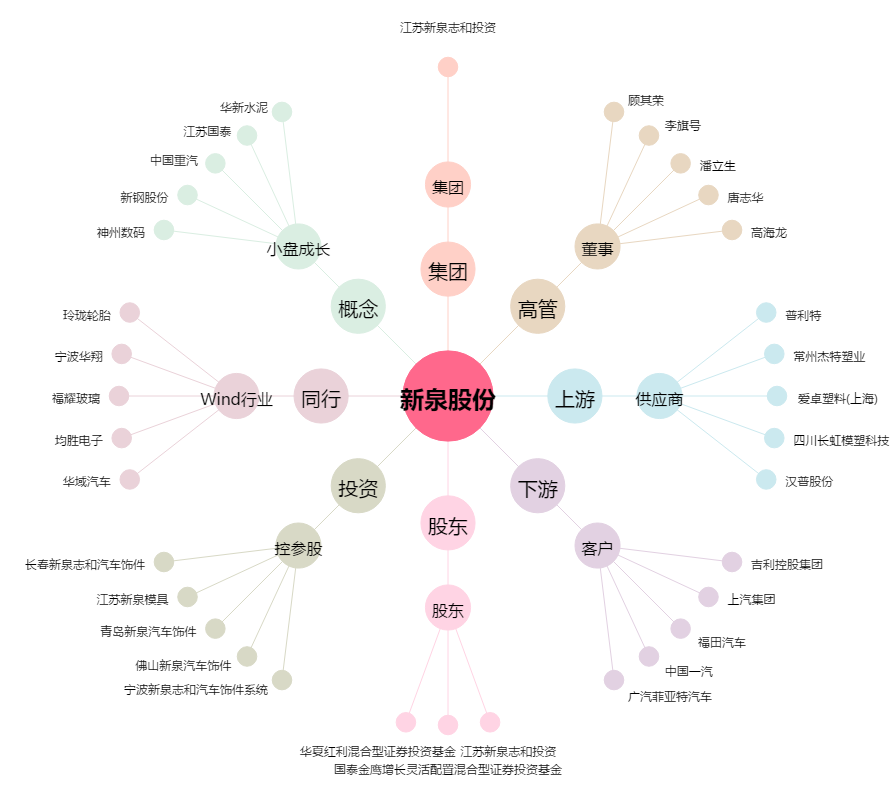 江苏新泉志和投资
集团
集团
华新水泥
江苏国泰
中国重汽
新钢股份
神州数码
小盘成长
概念
顾其荣
李旗号
潘立生
唐志华
高海龙
董事
高管
玲珑轮胎
宁波华翔
福耀玻璃
均胜电子
华域汽车
Wind行业
同行
新泉股份
上游
供应商
普利特
常州杰特塑业
爱卓塑料(上海)
四川长虹模塑科技
汉普股份
投资
控参股
长春新泉志和汽车饰件
江苏新泉模具
青岛新泉汽车饰件
佛山新泉汽车饰件
宁波新泉志和汽车饰件系统
股东
股东
下游
客户
吉利控股集团
上汽集团
福田汽车
中国一汽
广汽菲亚特汽车
华夏红利混合型证券投资基金
江苏新泉志和投资
国泰金鹰增长灵活配置混合型证券投资基金